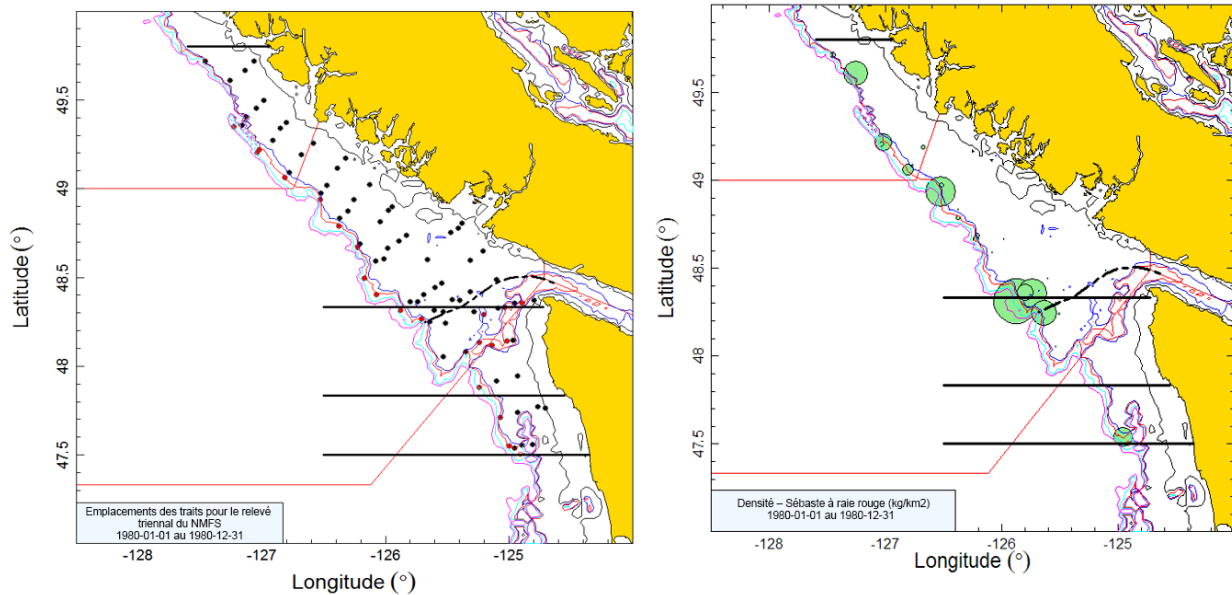 49.5
49
48.5
48
47.5
Latitude (°)
Emplacements des traits pour le relevé
triennal du NMFS
1980-01-01 au 1980-12-31
-128
-127
-126
-125
Longitude (°)
49.5
49
48.5
48
47.5
Latitude (°)
Densité – Sébaste à raie rouge (kg/km2)
1980-01-01 au 1980-12-31
-128
-127
-126
-125
Longitude (°)